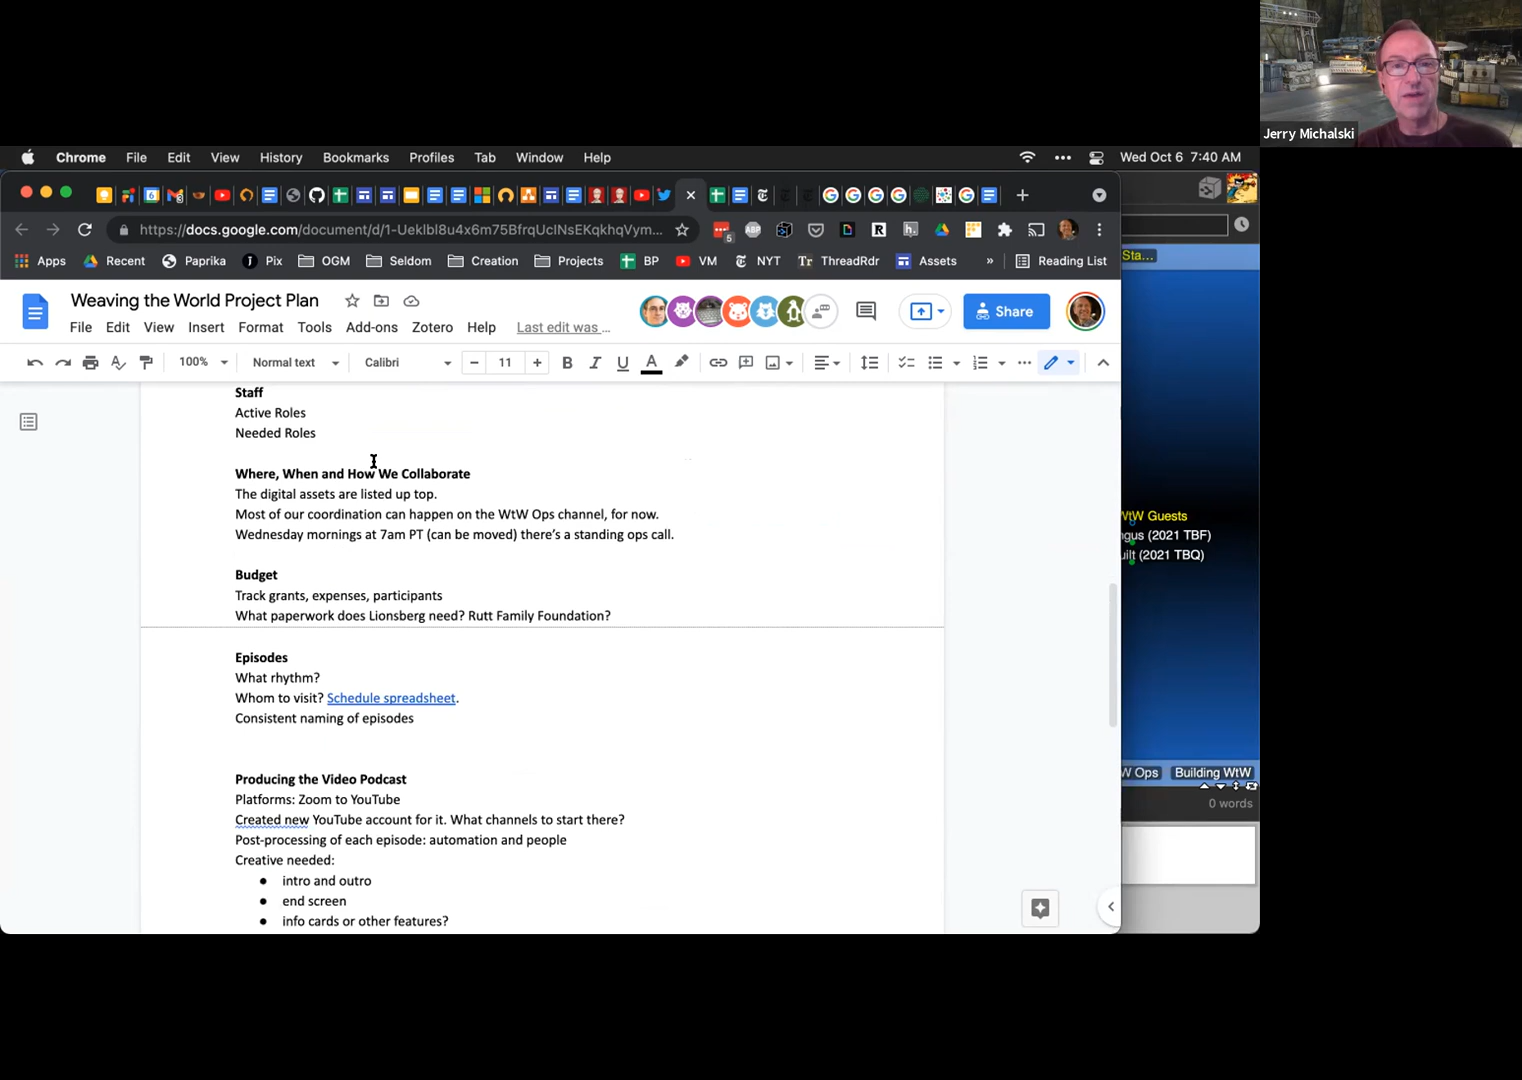 Jerry Michalski
Chrome File Edit View History Bookmarks Profiles Tab Window Help
Wed Oct 6 7:40 AM
https://docs.google.com/document/d/1-UekIbl8u4x6m75BfrqUclNsEKqkhqVym...
Apps Recent Paprika Pix OGM Seldom Creation Projects BP VM NYT ThreadRdr Assets » Reading List
Sta...
Weaving the World Project Plan
Share
File Edit View Insert Format Tools Add-ons Zotero Help Last edit was ...
100% Normal text Calibri 11
Staff
Active Roles
Needed Roles
Where, When and How We Collaborate
The digital assets are listed up top.
Most of our coordination can happen on the WtW Ops channel, for now.
Wednesday mornings at 7am PT (can be moved) there's a standing ops call.
Budget
Track grants, expenses, participants
What paperwork does Lionsberg need? Rutt Family Foundation?
Episodes
What rhythm?
Whom to visit? Schedule spreadsheet.
Consistent naming of episodes
Producing the Video Podcast
Platforms: Zoom to YouTube
Created new YouTube account for it. What channels to start there?
Post-processing of each episode: automation and people
Creative needed:
● intro and outro
● end screen
● info cards or other features?
WtW Guests
(2021 TBF)
(2021 TBQ)
Ops Building WtW
0 words